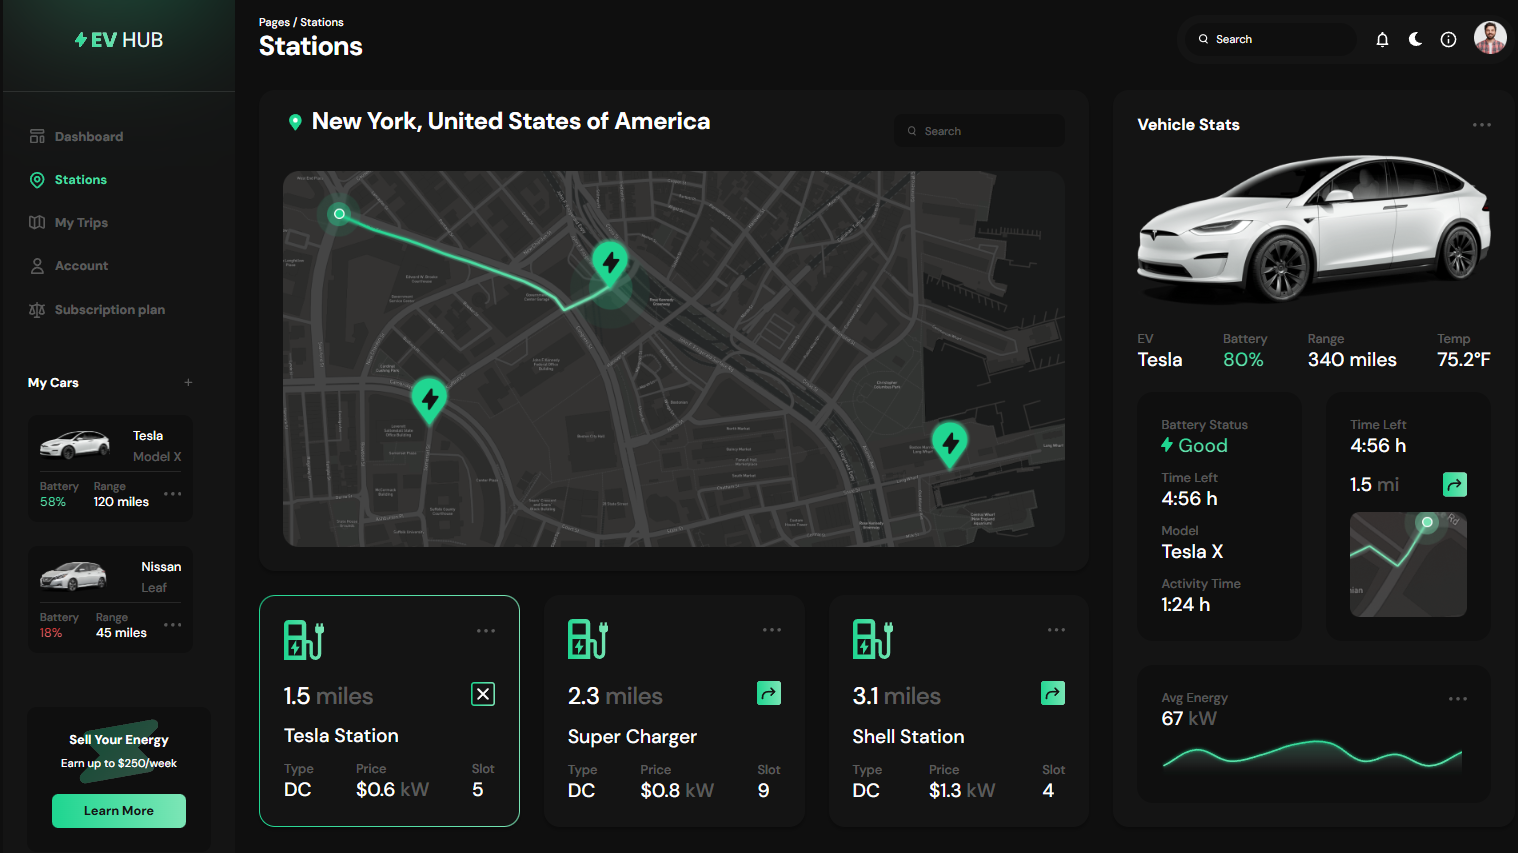 EV HUB
Pages / Stations
Stations
Search
Dashboard
Stations
My Trips
Account
Subscription plan
My Cars
+
Tesla
Model X
Battery
Range
58%
120 miles
Nissan
Leaf
Battery
Range
18%
45 miles
Sell Your Energy
Earn up to $250/week
Learn More
New York, United States of America
Search
1.5 miles
Tesla Station
Type
Price
Slot
DC
$0.6 kW
5
2.3 miles
Super Charger
Type
Price
Slot
DC
$0.8 kW
9
3.1 miles
Shell Station
Type
Price
Slot
DC
$1.3 kW
4
Vehicle Stats
EV
Battery
Range
Temp
Tesla
80%
340 miles
75.2°F
Battery Status
Good
Time Left
4:56 h
Model
Tesla X
Activity Time
1:24 h
Time Left
4:56 h
1.5 mi
Rd
Avg Energy
67 kW